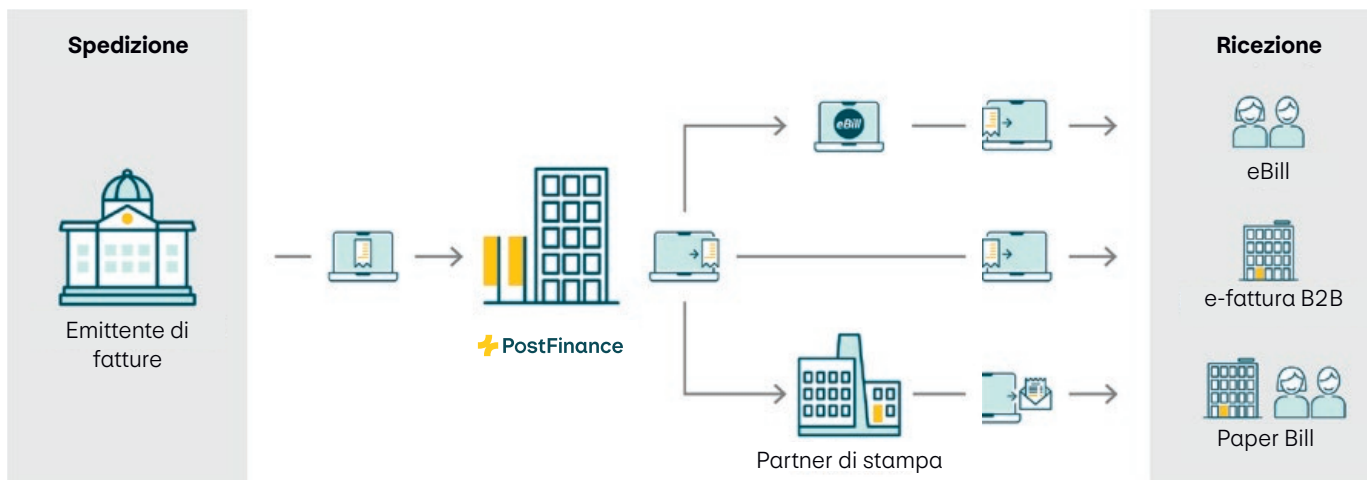 Spedizione
Ricezione
eBill
eBill
Emittente di
fatture
PostFinance
e-fattura B2B
Partner di stampa
Paper Bill